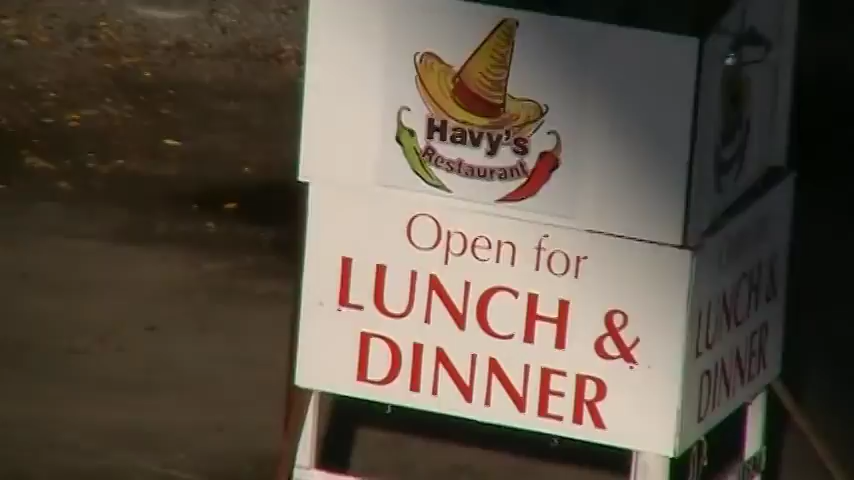 Havy's
Restaurant
Open for
LUNCH &
DINNER
LUNCH &
DINNER